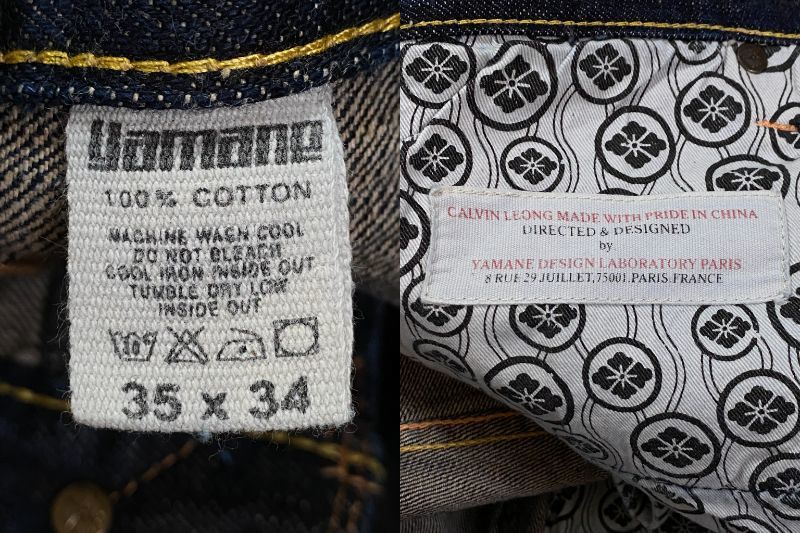 Yamane
100% COTTON
MACHINE WASH COOL
DO NOT BLEACH
COOL IRON INSIDE OUT
TUMBLE DRY LOW
INSIDE OUT
35 x 34
CALVIN LEONG MADE WITH PRIDE IN CHINA
DIRECTED & DESIGNED
by
YAMANE DESIGN LABORATORY PARIS
8 RUE 29 JUILLET,75001.PARIS.FRANCE